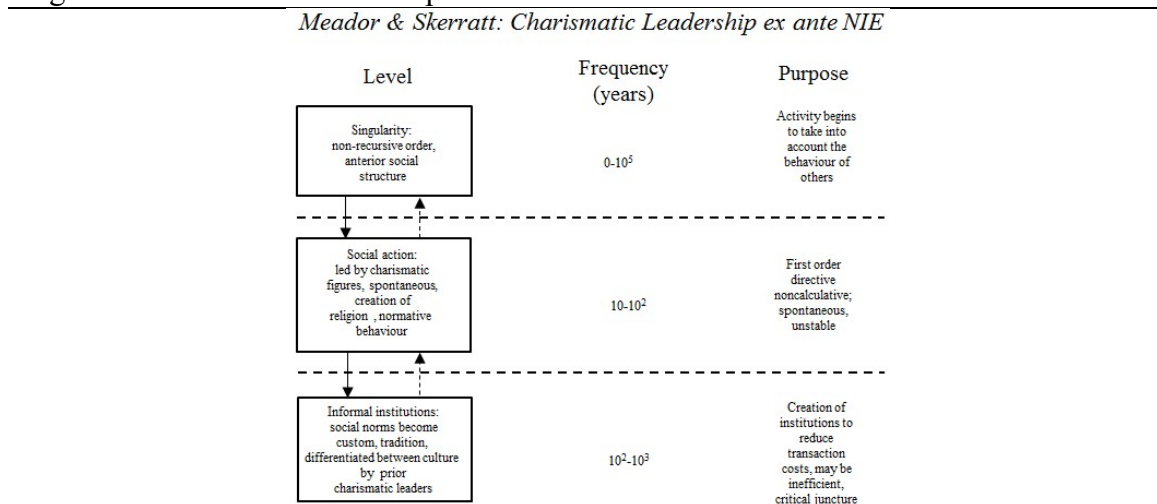 Meador & Skerratt: Charismatic Leadership ex ante NIE
Level
Frequency
(years)
Purpose
Singularity:
non-recursive order,
anterior social
structure
0-10⁵
Activity begins
to take into
account the
behaviour of
others
Social action:
led by charismatic
figures, spontaneous,
creation of
religion , normative
behaviour
10-10²
First order
directive
noncalculative;
spontaneous,
unstable
Informal institutions:
social norms become
custom, tradition,
differentiated between culture
by prior
charismatic leaders
10²-10³
Creation of
institutions to
reduce
transaction
costs, may be
inefficient,
critical juncture